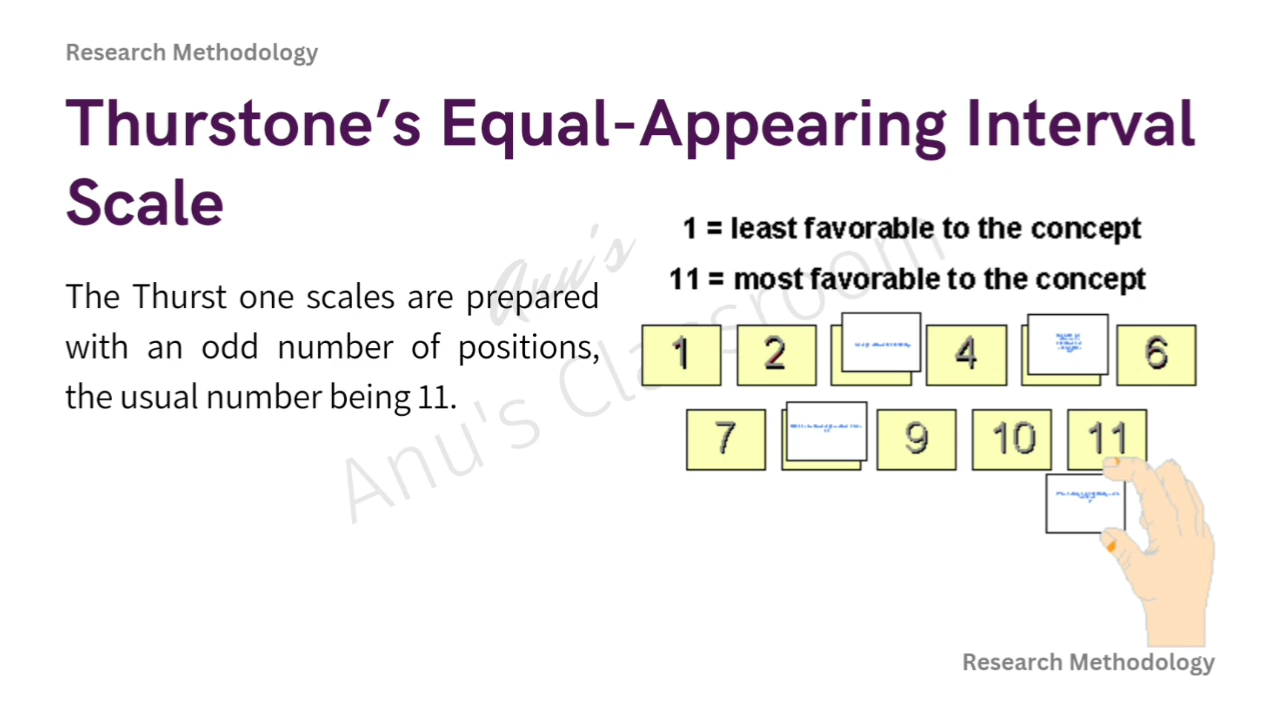 Research Methodology
Thurstone’s Equal-Appearing Interval
Scale
1 = least favorable to the concept
11 = most favorable to the concept
The Thurst one scales are prepared
with an odd number of positions,
the usual number being 11.
Anu's
Anu's Classroom
1 2 4 6
7 9 10 11
Research Methodology